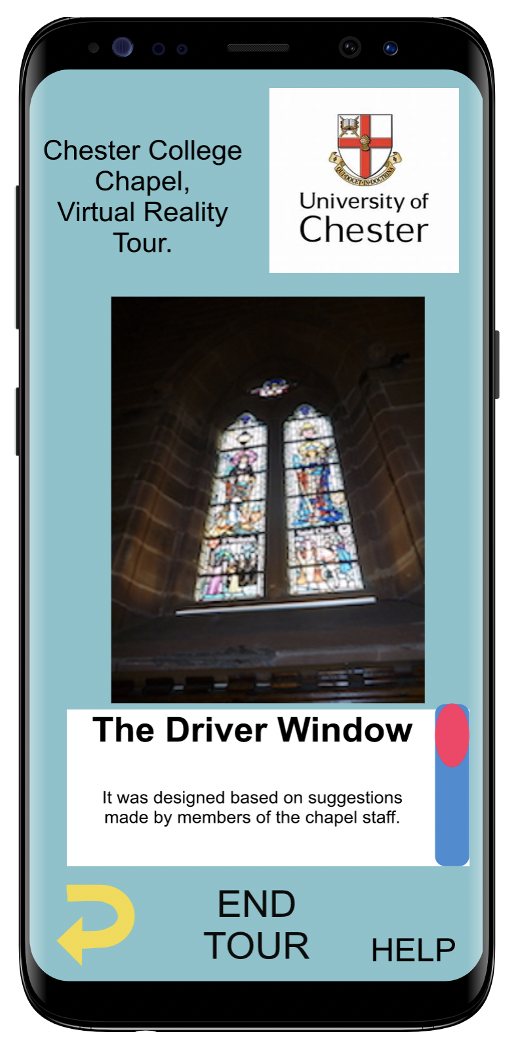 Chester College
Chapel,
Virtual Reality
Tour.
University of
Chester
The Driver Window
It was designed based on suggestions
made by members of the chapel staff.
END
TOUR
HELP